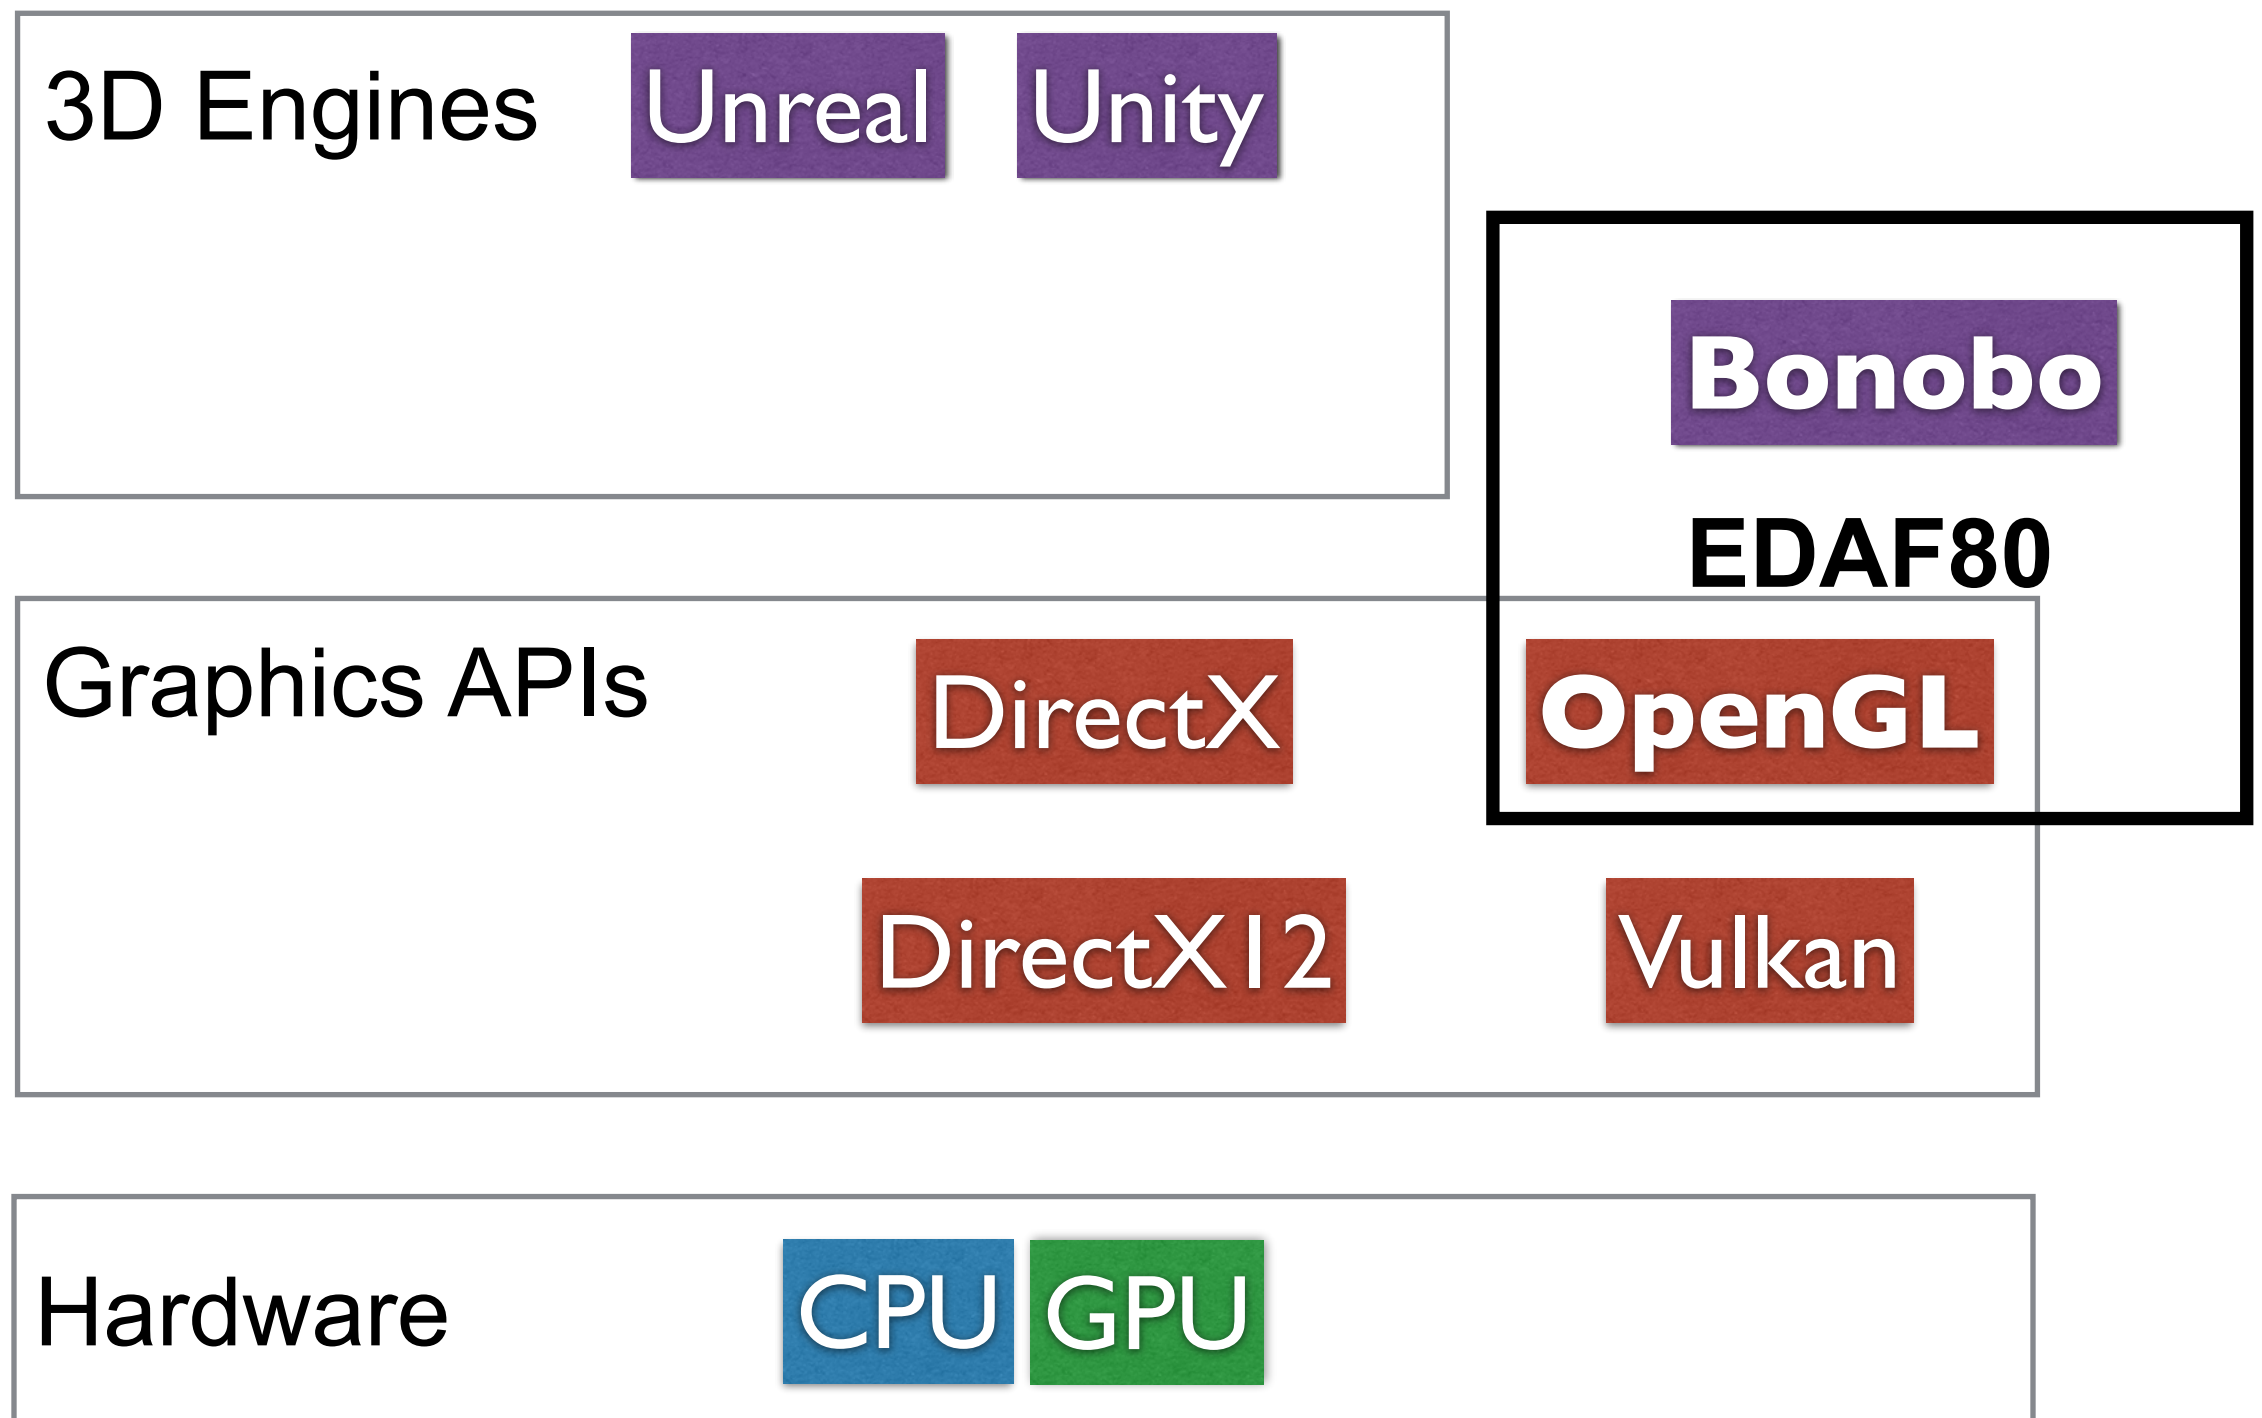 3D Engines Unreal Unity
Bonobo
EDAF80
Graphics APIs DirectX OpenGL
DirectX12 Vulkan
Hardware CPU GPU